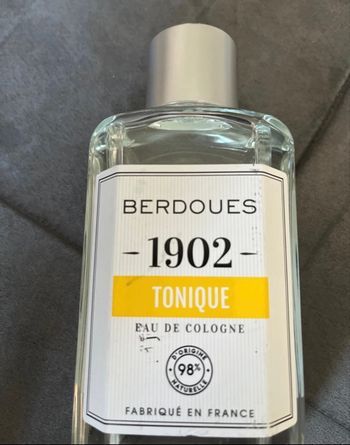 BERDOUES
-1902-
TONIQUE
EAU DE COLOGNE
D'ORIGINE
98%
NATURELLE
FABRIQUÉ EN FRANCE